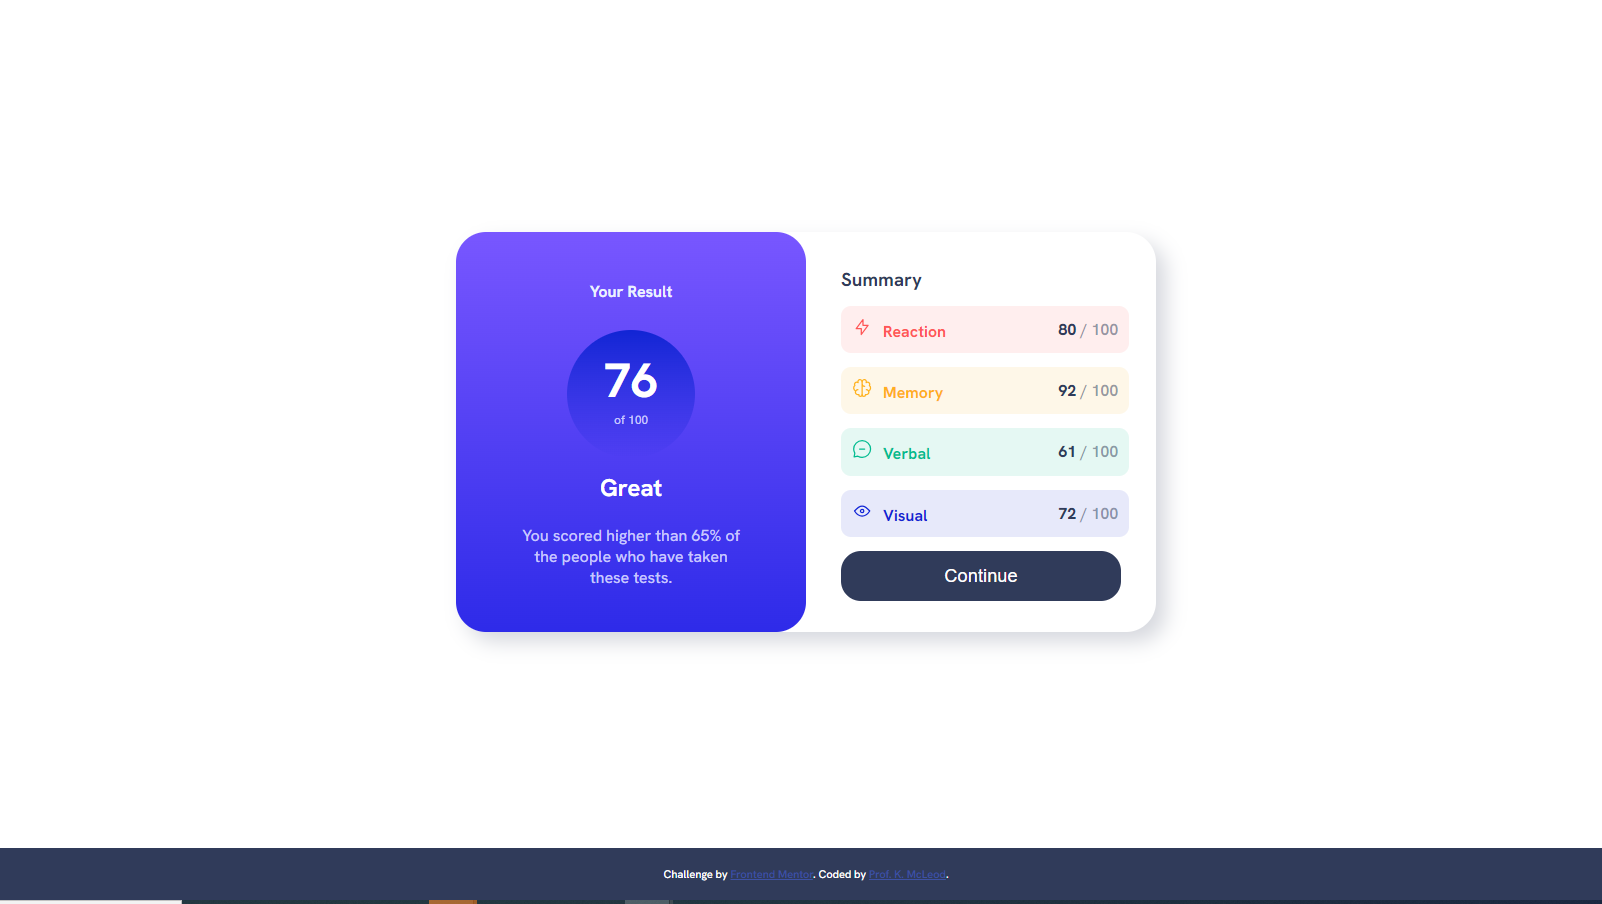 Your Result
76
of 100
Great
You scored higher than 65% of
the people who have taken
these tests.
Summary
Reaction 80 / 100
Memory 92 / 100
Verbal 61 / 100
Visual 72 / 100
Continue
Challenge by Frontend Mentor. Coded by Prof. K. McLeod.